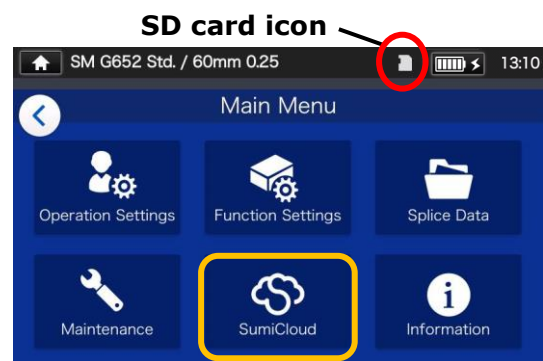 SD card icon
SM G652 Std. / 60mm 0.25 13:10
Main Menu
Operation Settings Function Settings Splice Data
Maintenance SumiCloud Information